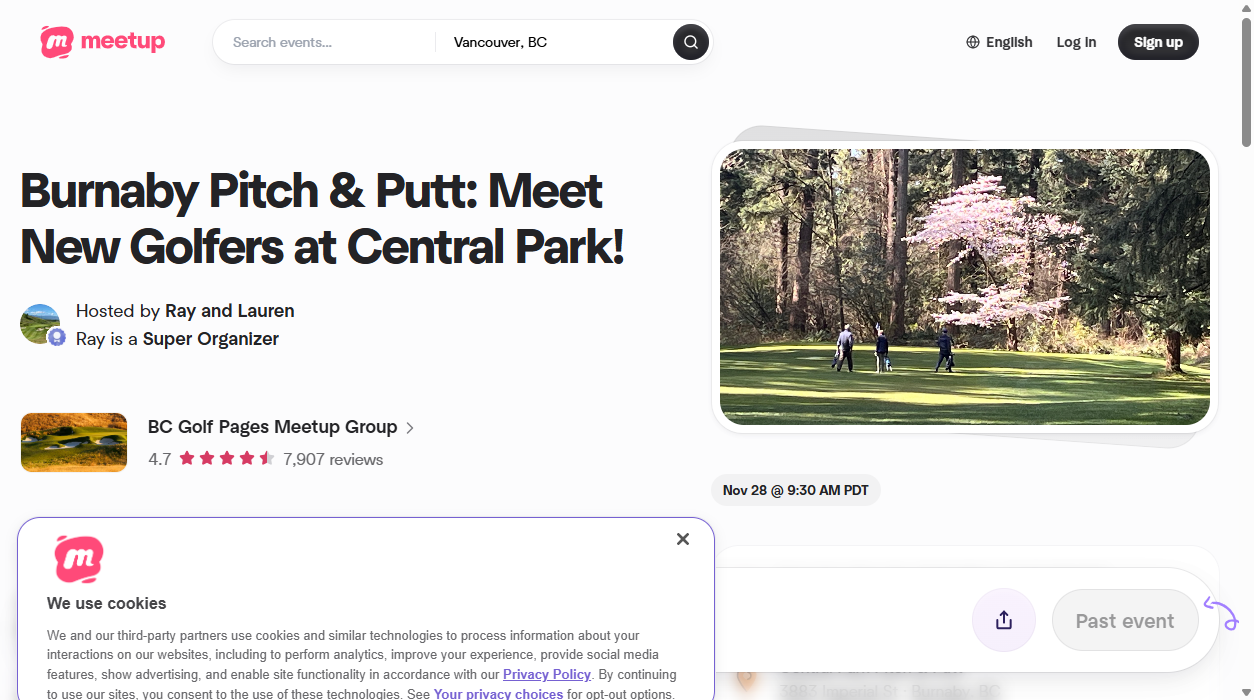 meetup
Search events...
Vancouver, BC
English
Log in
Sign up
Burnaby Pitch & Putt: Meet
New Golfers at Central Park!
Hosted by Ray and Lauren
Ray is a Super Organizer
BC Golf Pages Meetup Group
4.7
7,907 reviews
Nov 28 @ 9:30 AM PDT
m
We use cookies
We and our third-party partners use cookies and similar technologies to process information about your
interactions on our websites, including to perform analytics, improve your experience, provide social media
features, show advertising, and enable site functionality in accordance with our Privacy Policy. By continuing
to use our sites, you consent to the use of these technologies. See Your privacy choices for opt-out options.
Past event
3883 Imperial St · Burnaby, BC